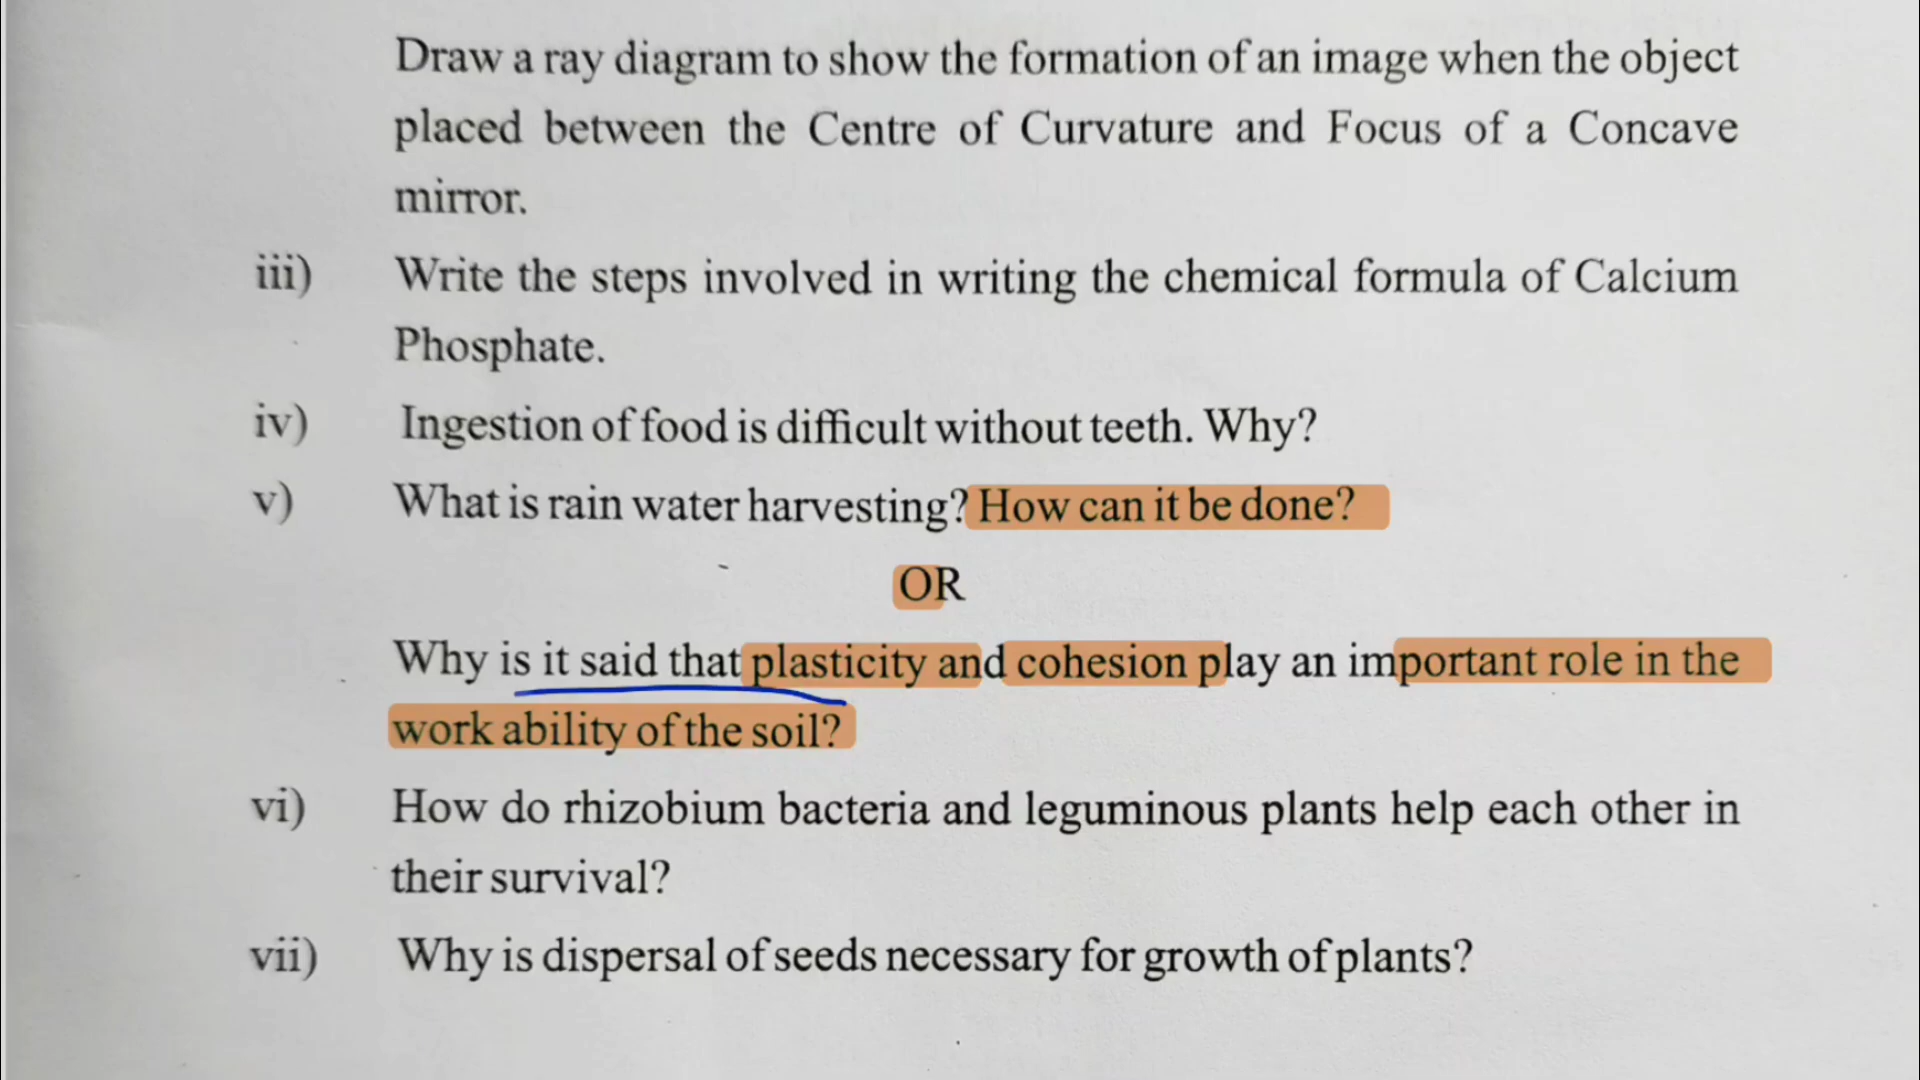 Draw a ray diagram to show the formation of an image when the object
placed between the Centre of Curvature and Focus of a Concave
mirror.
iii) Write the steps involved in writing the chemical formula of Calcium
Phosphate.
iv) Ingestion of food is difficult without teeth. Why?
v) What is rain water harvesting? How can it be done?
OR
Why is it said that plasticity and cohesion play an important role in the
work ability of the soil?
vi) How do rhizobium bacteria and leguminous plants help each other in
their survival?
vii) Why is dispersal of seeds necessary for growth of plants?